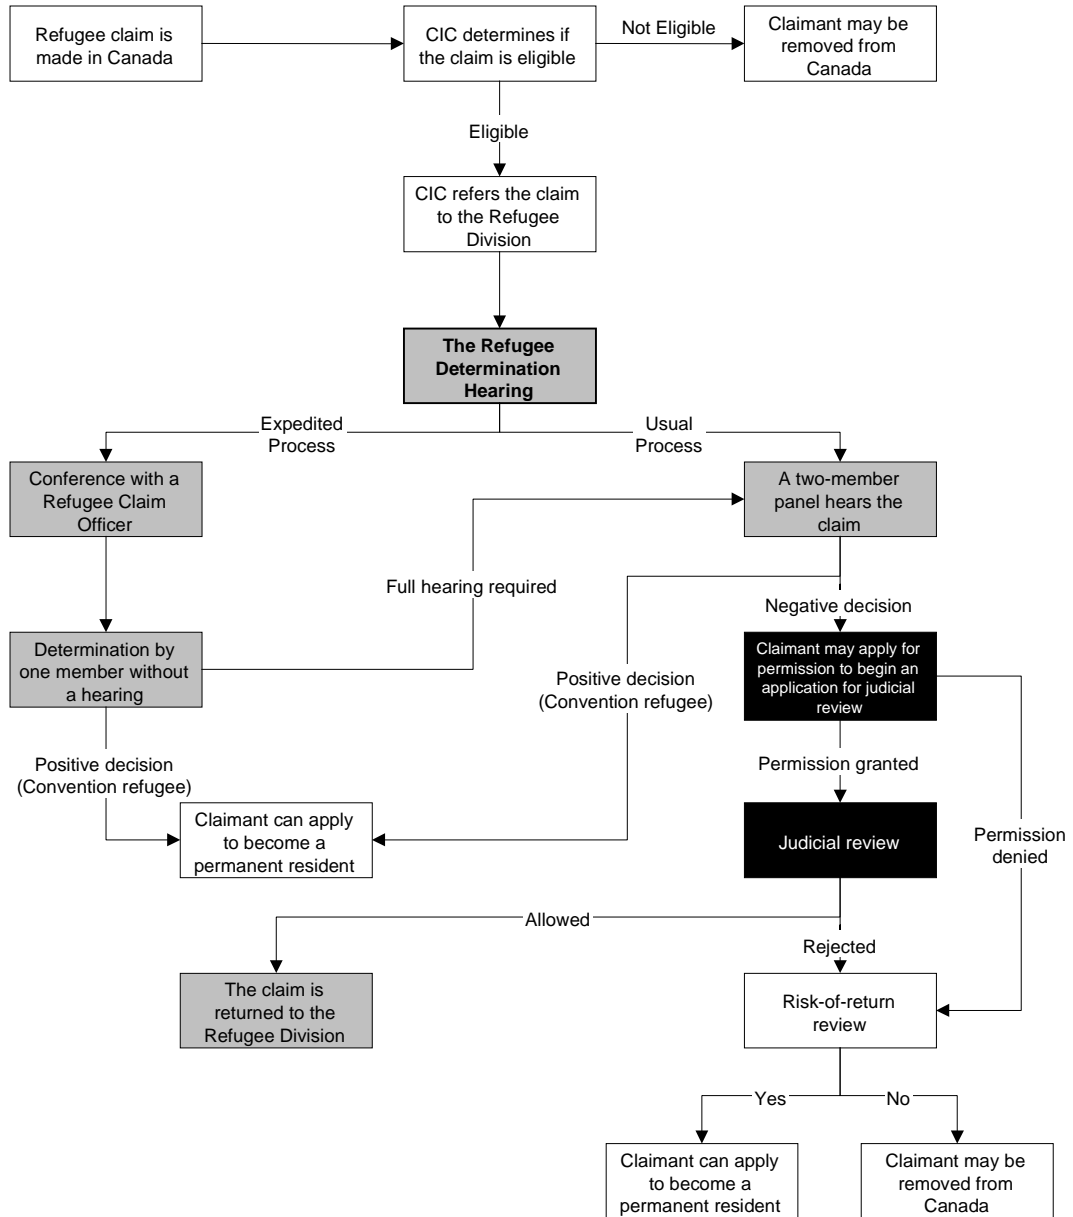 Refugee claim is
made in Canada
CIC determines if
the claim is eligible
Not Eligible
Claimant may be
removed from
Canada
Eligible
CIC refers the claim
to the Refugee
Division
The Refugee
Determination
Hearing
Expedited
Process
Usual
Process
Conference with a
Refugee Claim
Officer
A two-member
panel hears the
claim
Full hearing required
Negative decision
Determination by
one member without
a hearing
Claimant may apply for
permission to begin an
application for judicial
review
Positive decision
(Convention refugee)
Positive decision
(Convention refugee)
Permission granted
Claimant can apply
to become a
permanent resident
Judicial review
Permission
denied
Allowed
Rejected
The claim is
returned to the
Refugee Division
Risk-of-return
review
Yes
No
Claimant can apply
to become a
permanent resident
Claimant may be
removed from
Canada